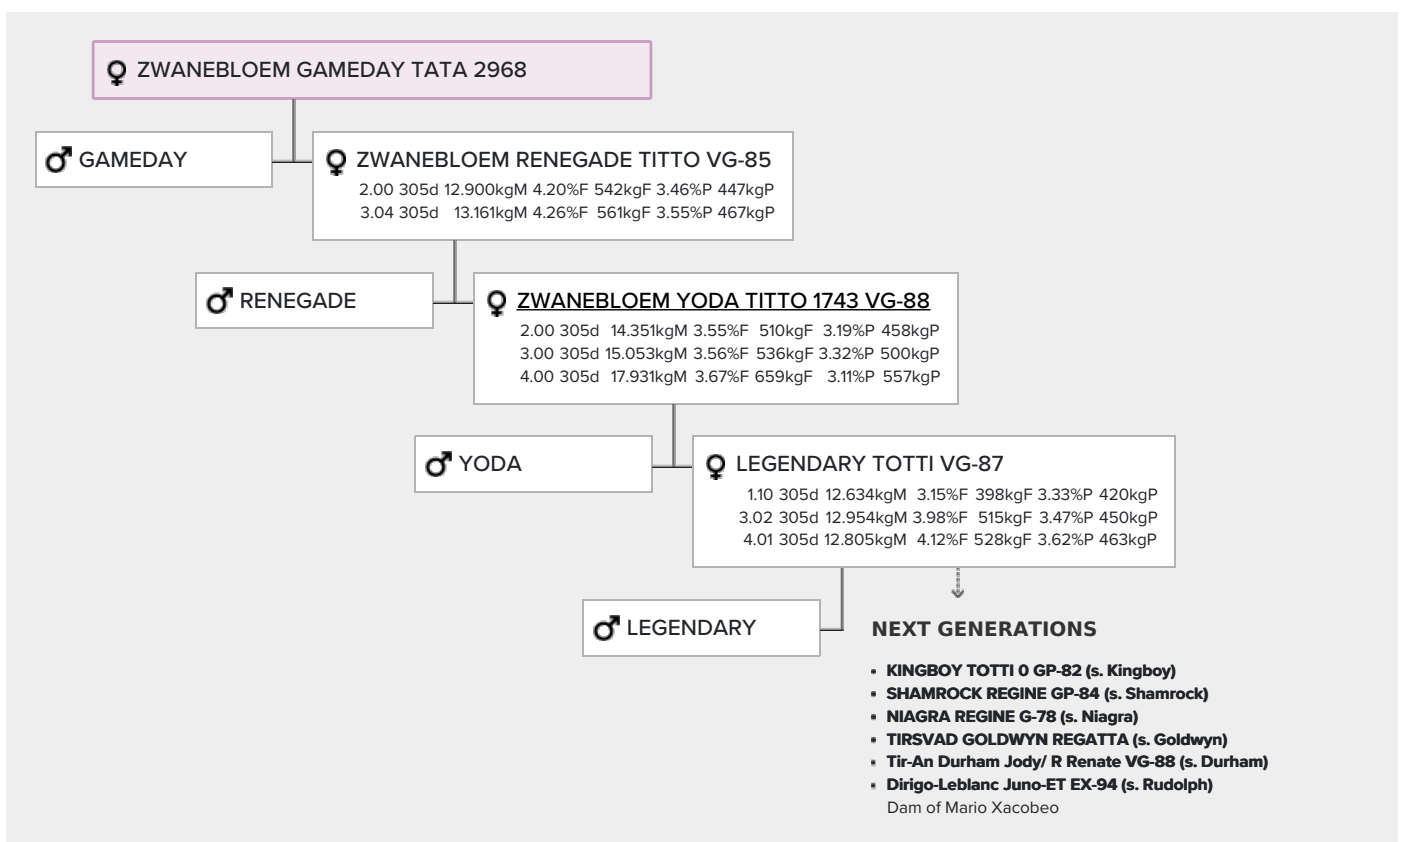 ZWANEBLOEM GAMEDAY TATA 2968
GAMEDAY
ZWANEBLOEM RENEGADE TITTO VG-85
2.00 305d 12.900kgM 4.20%F 542kgF 3.46%P 447kgP
3.04 305d 13.161kgM 4.26%F 561kgF 3.55%P 467kgP
RENEGADE
ZWANEBLOEM YODA TITTO 1743 VG-88
2.00 305d 14.351kgM 3.55%F 510kgF 3.19%P 458kgP
3.00 305d 15.053kgM 3.56%F 536kgF 3.32%P 500kgP
4.00 305d 17.931kgM 3.67%F 659kgF 3.11%P 557kgP
YODA
LEGENDARY TOTTI VG-87
1.10 305d 12.634kgM 3.15%F 398kgF 3.33%P 420kgP
3.02 305d 12.954kgM 3.98%F 515kgF 3.47%P 450kgP
4.01 305d 12.805kgM 4.12%F 528kgF 3.62%P 463kgP
LEGENDARY
NEXT GENERATIONS
KINGBOY TOTTI 0 GP-82 (s. Kingboy)
SHAMROCK REGINE GP-84 (s. Shamrock)
NIAGRA REGINE G-78 (s. Niagra)
TIRSVAD GOLDWYN REGATTA (s. Goldwyn)
Tir-An Durham Jody/ R Renate VG-88 (s. Durham)
Dirigo-Leblanc Juno-ET EX-94 (s. Rudolph)
Dam of Mario Xacobeo